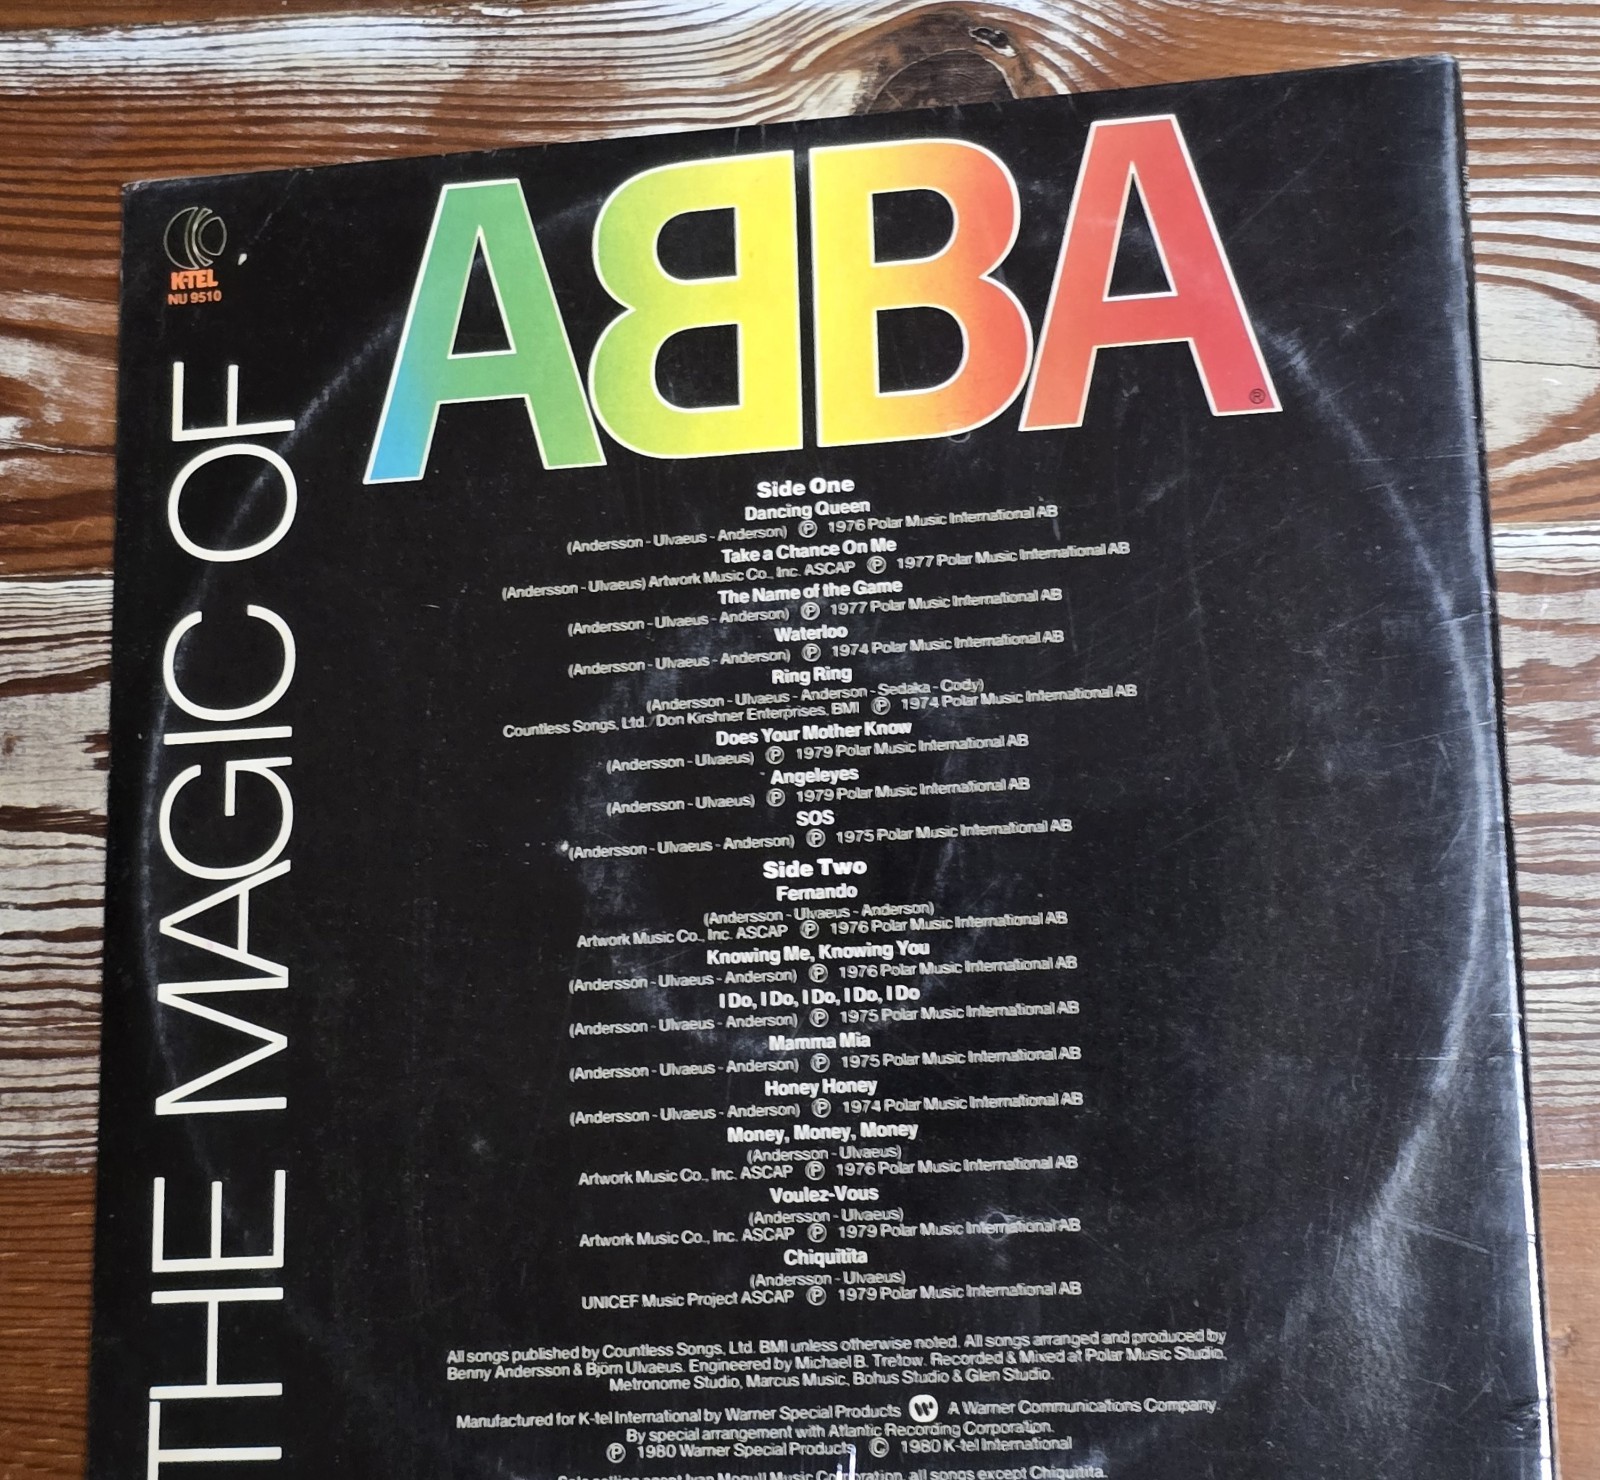 K-TEL
NU 9510
THE MAGIC OF
ABBA
®
Side One
Dancing Queen
(Andersson - Ulvaeus - Anderson) ℗ 1976 Polar Music International AB
Take a Chance On Me
(Andersson - Ulvaeus) Artwork Music Co., Inc. ASCAP ℗ 1977 Polar Music International AB
The Name of the Game
(Andersson - Ulvaeus - Anderson) ℗ 1977 Polar Music International AB
Waterloo
(Andersson - Ulvaeus - Anderson) ℗ 1974 Polar Music International AB
Ring Ring
(Andersson - Ulvaeus - Anderson - Sedaka - Cody)
Countless Songs, Ltd./Don Kirshner Enterprises, BMI ℗ 1974 Polar Music International AB
Does Your Mother Know
(Andersson - Ulvaeus) ℗ 1979 Polar Music International AB
Angeleyes
(Andersson - Ulvaeus) ℗ 1979 Polar Music International AB
SOS
(Andersson - Ulvaeus - Anderson) ℗ 1975 Polar Music International AB
Side Two
Fernando
(Andersson - Ulvaeus - Anderson)
Artwork Music Co., Inc. ASCAP ℗ 1976 Polar Music International AB
Knowing Me, Knowing You
(Andersson - Ulvaeus - Anderson) ℗ 1976 Polar Music International AB
I Do, I Do, I Do, I Do, I Do
(Andersson - Ulvaeus - Anderson) ℗ 1975 Polar Music International AB
Mamma Mia
(Andersson - Ulvaeus - Anderson) ℗ 1975 Polar Music International AB
Honey Honey
(Andersson - Ulvaeus - Anderson) ℗ 1974 Polar Music International AB
Money, Money, Money
(Andersson - Ulvaeus)
Artwork Music Co., Inc. ASCAP ℗ 1976 Polar Music International AB
Voulez-Vous
(Andersson - Ulvaeus)
Artwork Music Co., Inc. ASCAP ℗ 1979 Polar Music International AB
Chiquitita
(Andersson - Ulvaeus)
UNICEF Music Project ASCAP ℗ 1979 Polar Music International AB
All songs published by Countless Songs, Ltd. BMI unless otherwise noted. All songs arranged and produced by
Benny Andersson & Björn Ulvaeus. Engineered by Michael B. Tretow. Recorded & Mixed at Polar Music Studio,
Metronome Studio, Marcus Music, Bohus Studio & Glen Studio.
Manufactured for K-tel International by Warner Special Products W A Warner Communications Company.
By special arrangement with Atlantic Recording Corporation.
℗ 1980 Warner Special Products © 1980 K-tel International
Sole selling agent Ivan Mogull Music Corporation, all songs except Chiquitita.